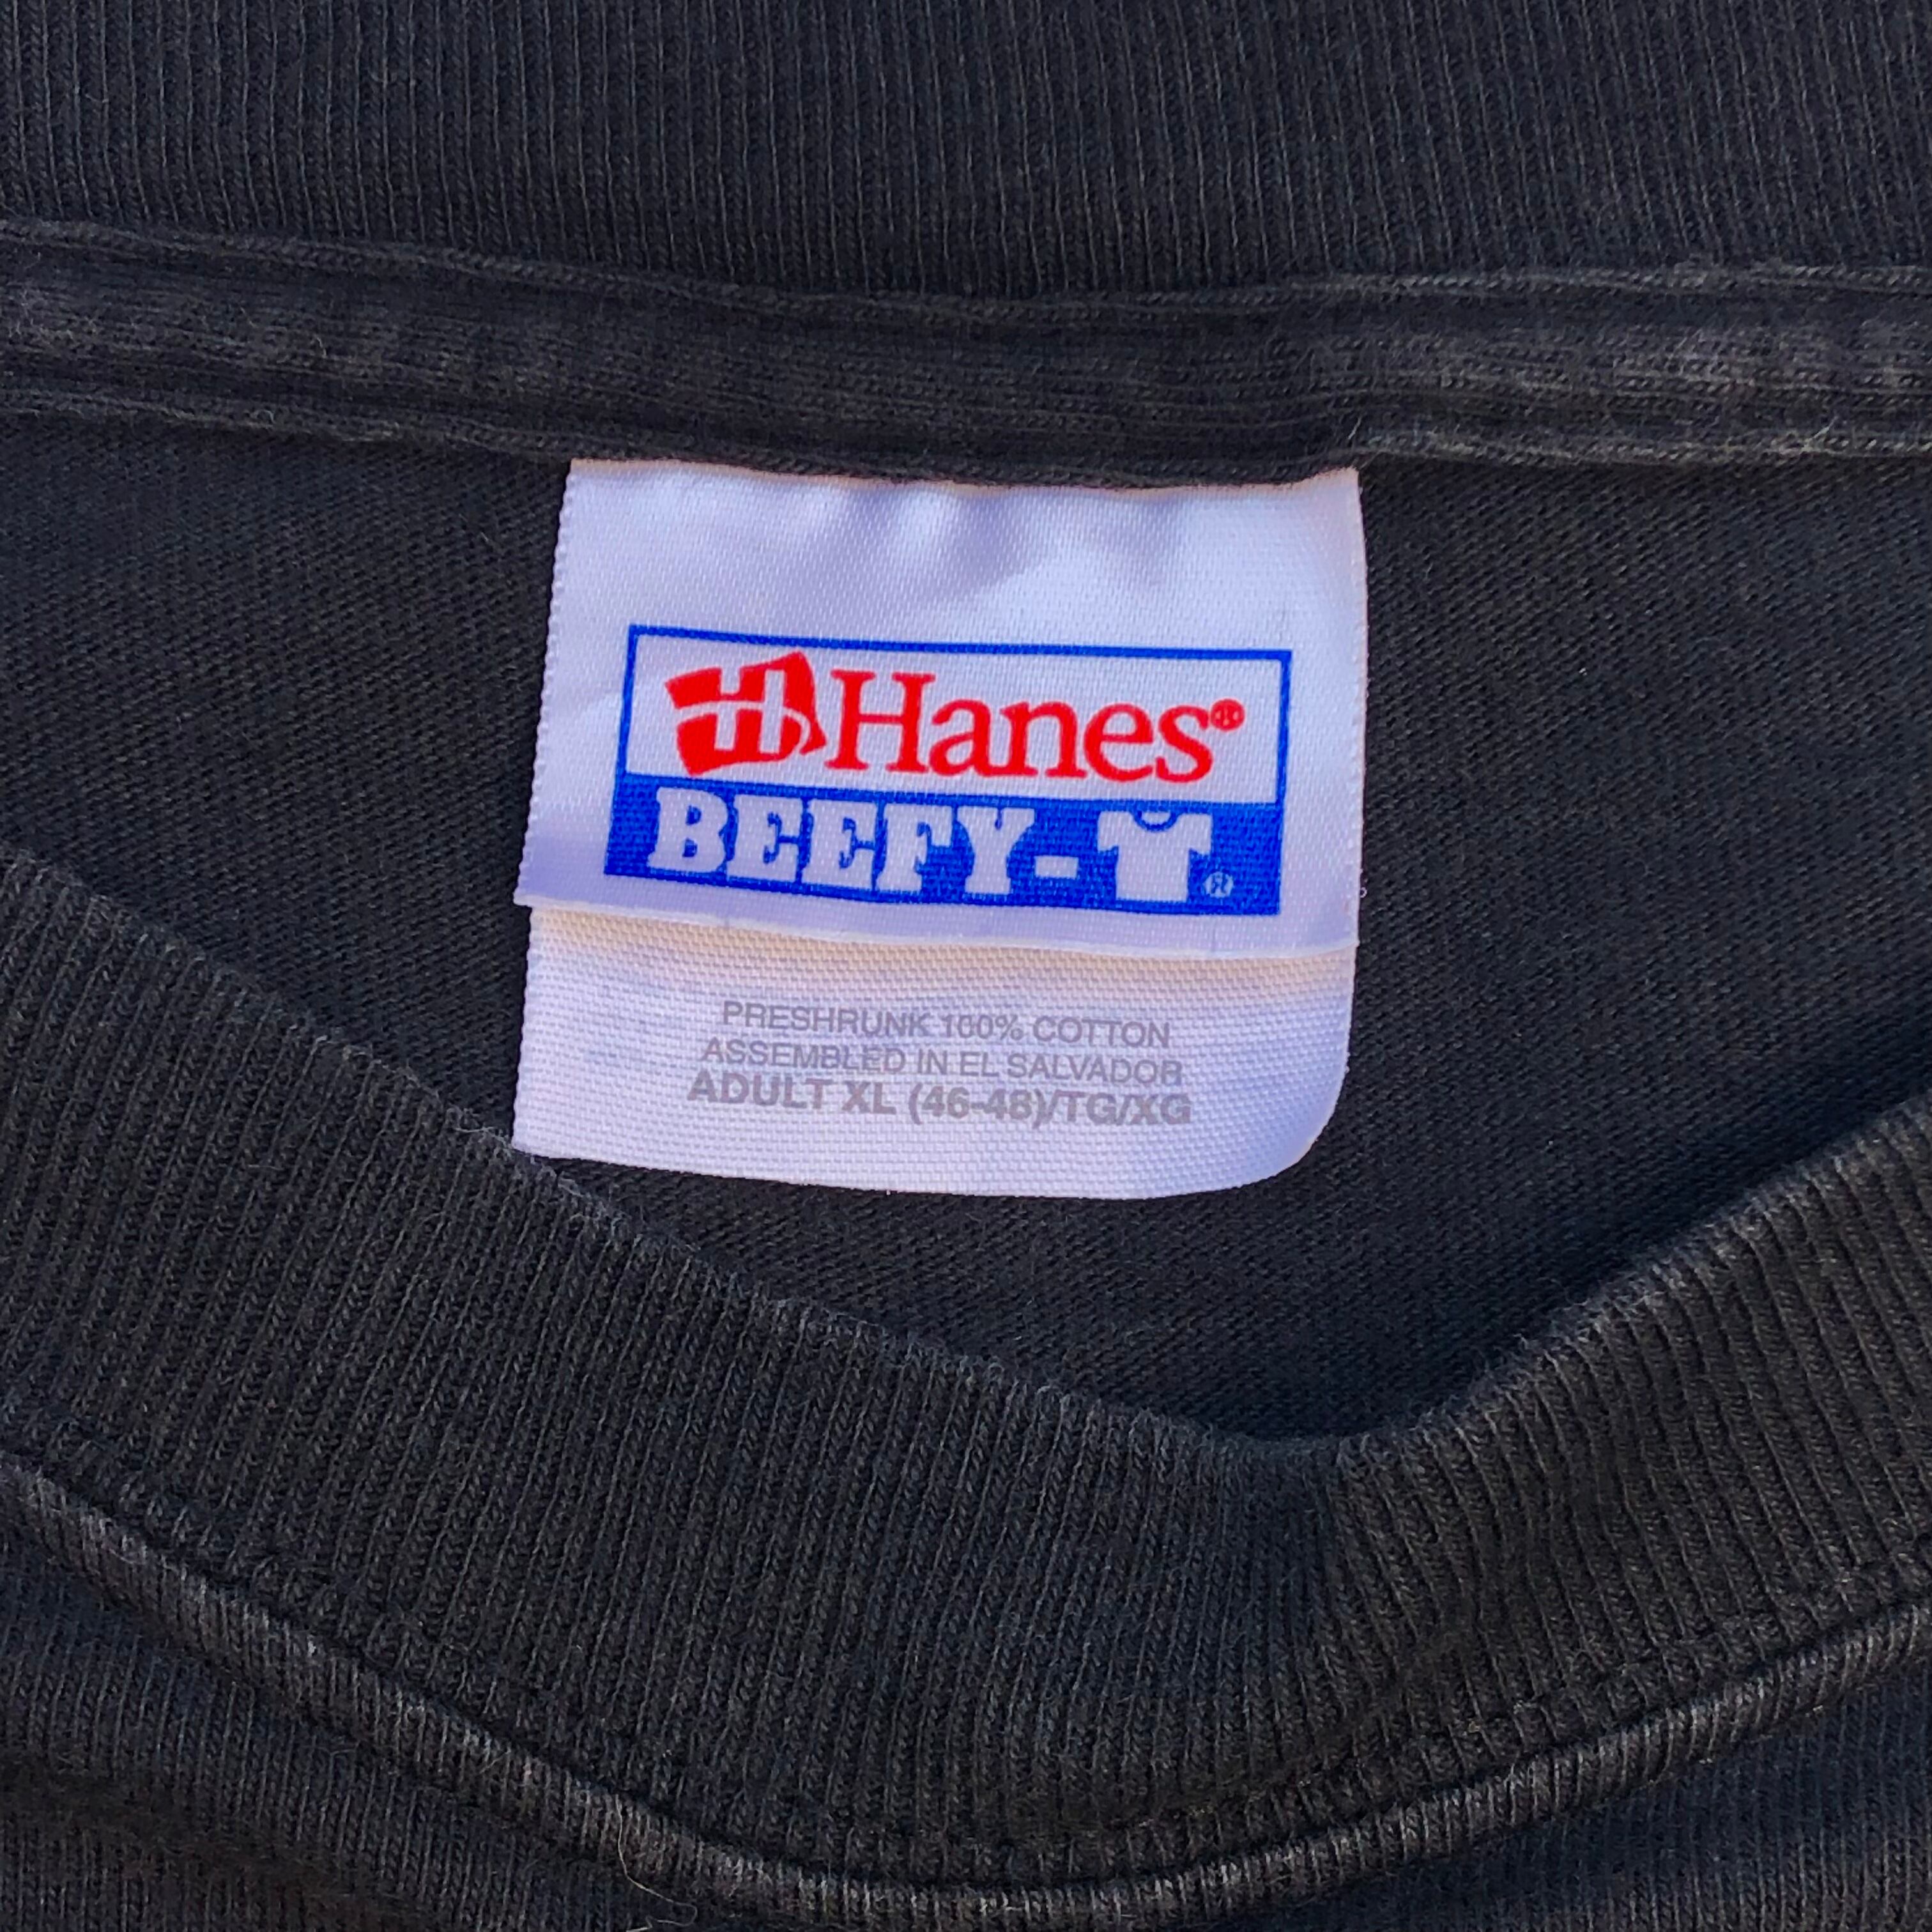 Hanes®
BEEFY-T®
PRESHRUNK 100% COTTON
ASSEMBLED IN EL SALVADOR
ADULT XL (46-48)/TG/XG